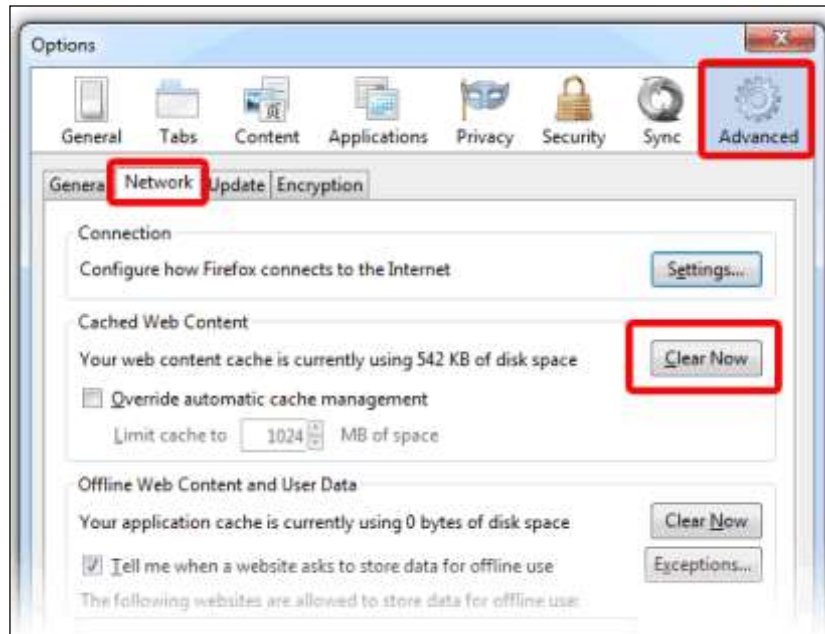 Options
General Tabs Content Applications Privacy Security Sync Advanced
Genera Network Update Encryption
Connection
Configure how Firefox connects to the Internet Settings...
Cached Web Content
Your web content cache is currently using 542 KB of disk space Clear Now
Override automatic cache management
Limit cache to 1024 MB of space
Offline Web Content and User Data
Your application cache is currently using 0 bytes of disk space Clear Now
Tell me when a website asks to store data for offline use Exceptions...
The following websites are allowed to store data for offline use: